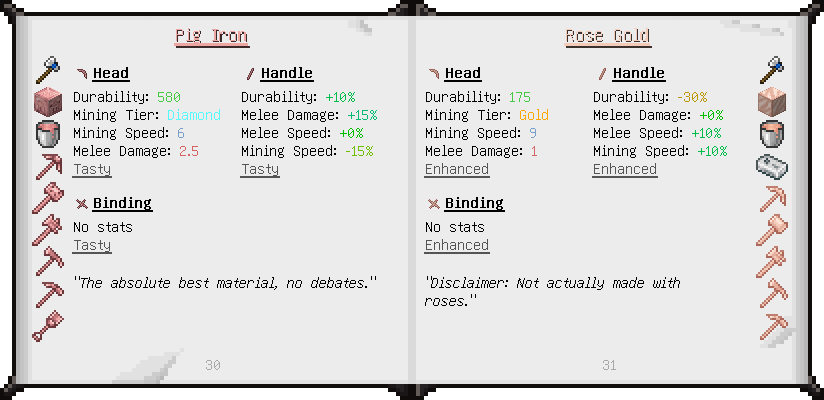 Pig Iron
Head
Durability: 580
Mining Tier: Diamond
Mining Speed: 6
Melee Damage: 2.5
Tasty
Handle
Durability: +10%
Melee Damage: +15%
Melee Speed: +0%
Mining Speed: -15%
Tasty
Binding
No stats
Tasty
"The absolute best material, no debates."
30
Rose Gold
Head
Durability: 175
Mining Tier: Gold
Mining Speed: 9
Melee Damage: 1
Enhanced
Handle
Durability: -30%
Melee Damage: +0%
Melee Speed: +10%
Mining Speed: +10%
Enhanced
Binding
No stats
Enhanced
"Disclaimer: Not actually made with
roses."
31